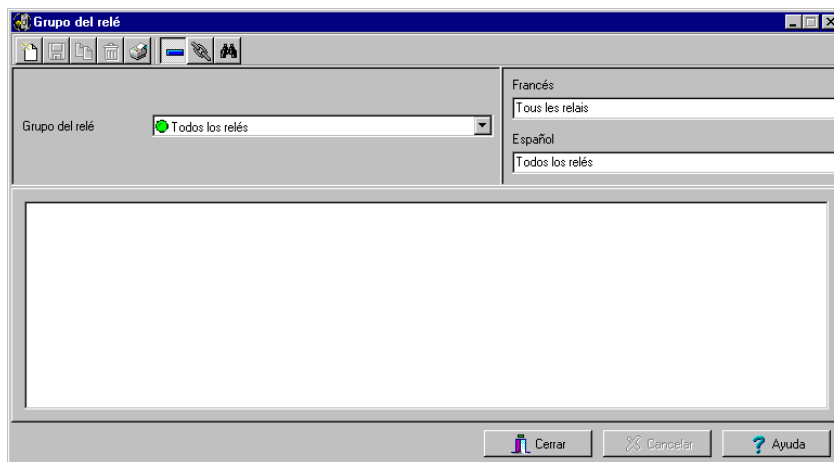 Grupo del relé
Francés
Tous les relais
Grupo del relé
Todos los relés
Español
Todos los relés
Cerrar
Cancelar
Ayuda